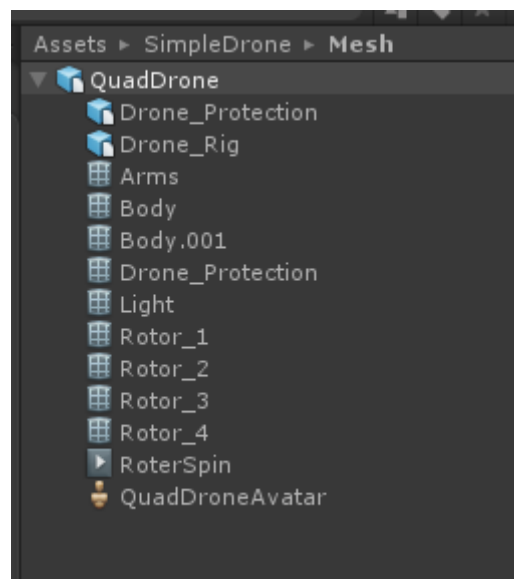 Assets ▸ SimpleDrone ▸ Mesh
QuadDrone
Drone_Protection
Drone_Rig
Arms
Body
Body.001
Drone_Protection
Light
Rotor_1
Rotor_2
Rotor_3
Rotor_4
RoterSpin
QuadDroneAvatar